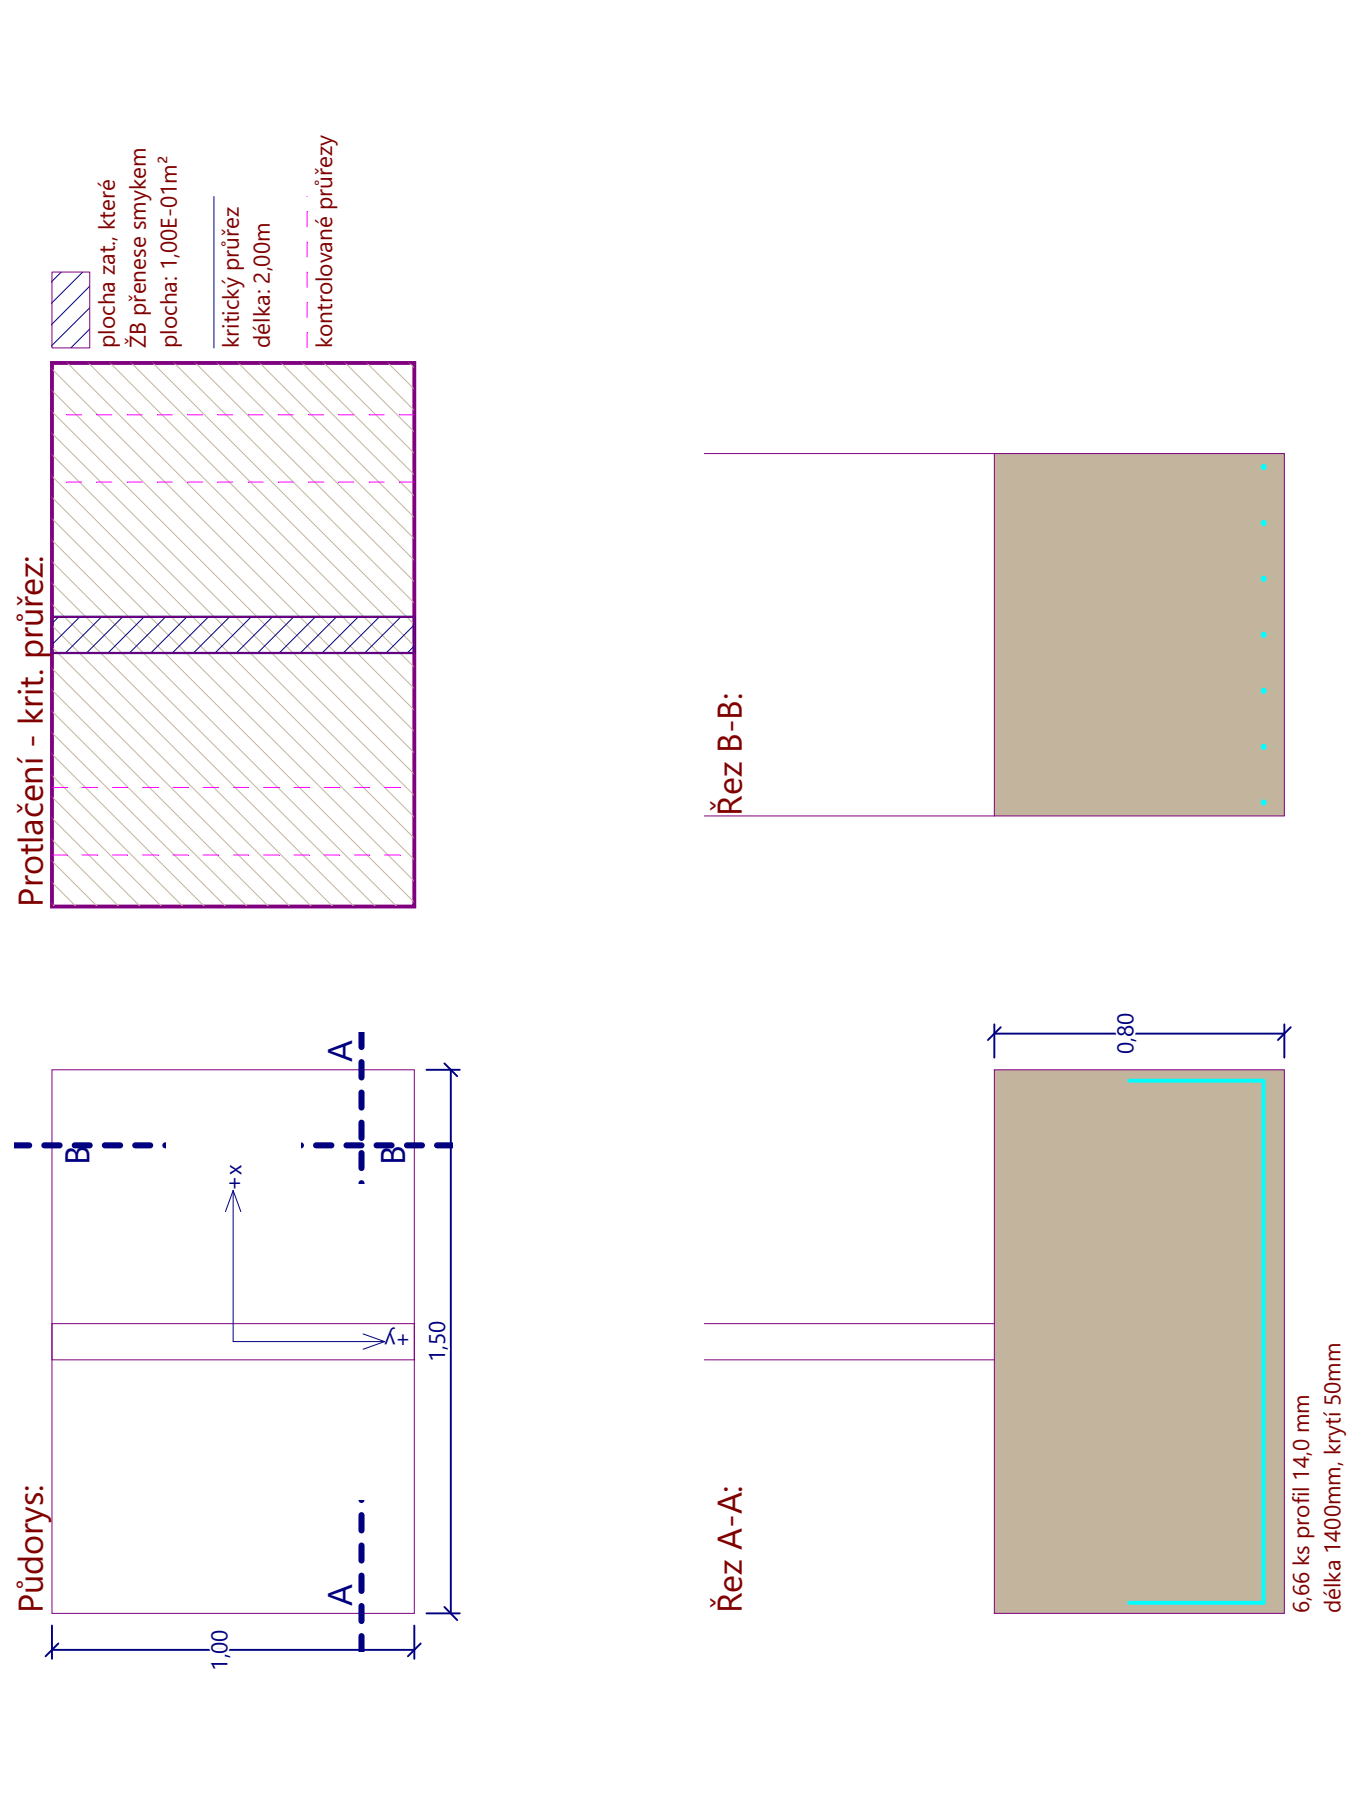 Půdorys:
1,00
1,50
+x
+y
A
A
B
B
Protlačení - krit. průřez:
plocha zat., které
ŽB přenese smykem
plocha: 1,00E-01m²
kritický průřez
délka: 2,00m
kontrolované průřezy
Řez A-A:
0,80
6,66 ks profil 14,0 mm
délka 1400mm, krytí 50mm
Řez B-B: